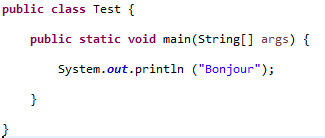 public class Test {
public static void main(String[] args) {
System.out.println ("Bonjour");
}
}